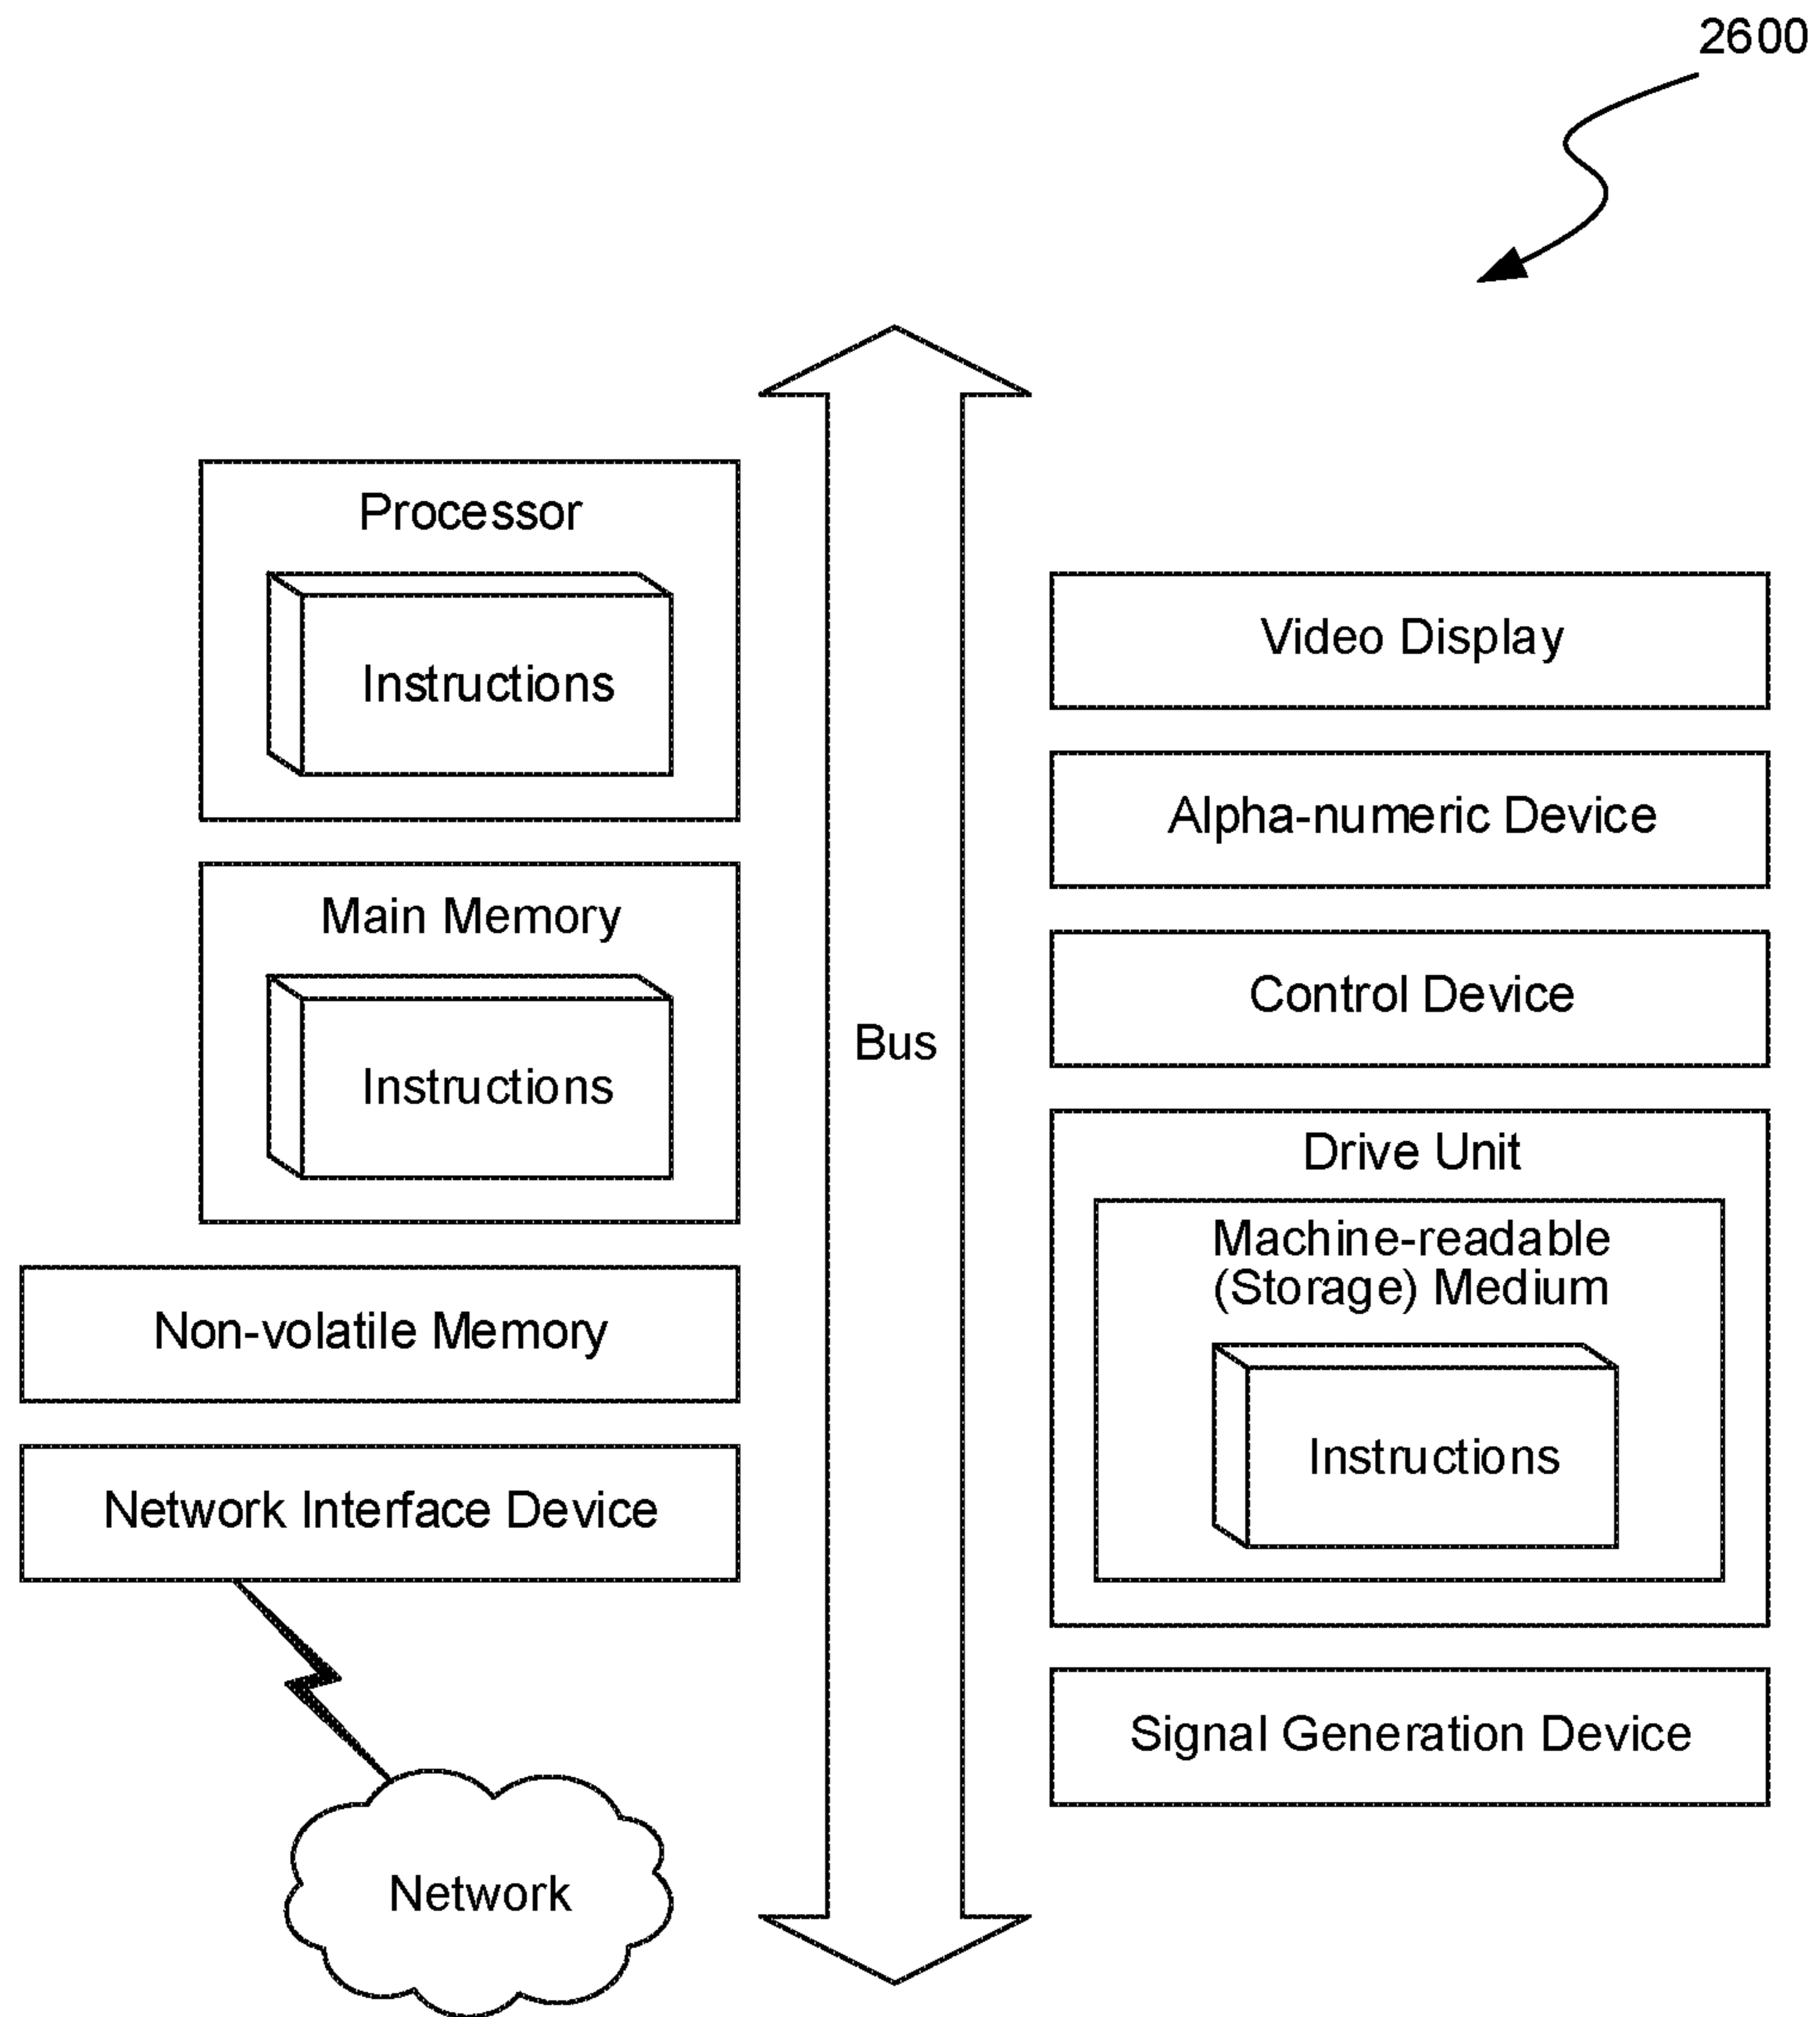 2600
Processor
Instructions
Main Memory
Instructions
Non-volatile Memory
Network Interface Device
Network
Bus
Video Display
Alpha-numeric Device
Control Device
Drive Unit
Machine-readable
(Storage) Medium
Instructions
Signal Generation Device